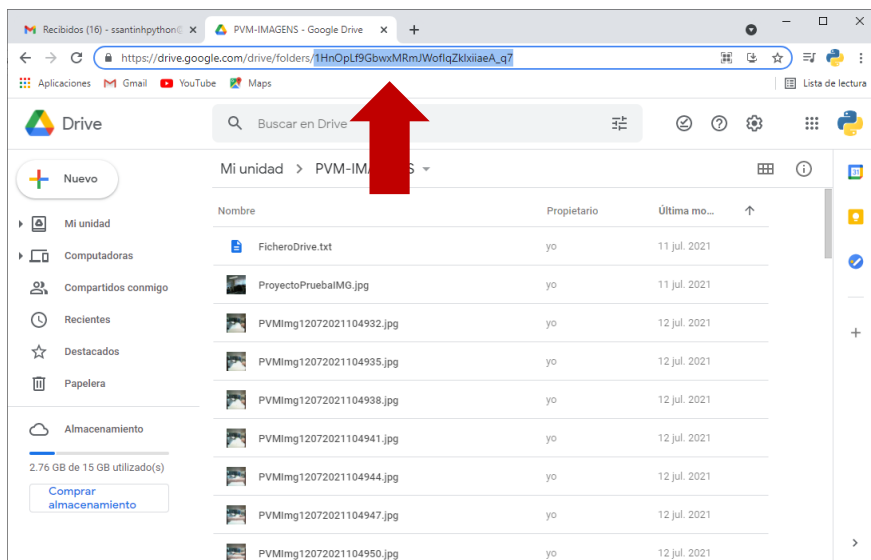 Recibidos (16) - ssantinhpython@
PVM-IMAGENS - Google Drive
https://drive.google.com/drive/folders/1HnOpLf9GbwxMRmJWoflqZklxiiaeA_q7
Aplicaciones Gmail YouTube Maps Lista de lectura
Drive
Buscar en Drive
Nuevo
Mi unidad > PVM-IM S
Nombre Propietario Última mo...
Mi unidad
Computadoras
Compartidos conmigo
Recientes
Destacados
Papelera
Almacenamiento
2.76 GB de 15 GB utilizado(s)
Comprar
almacenamiento
FicheroDrive.txt yo 11 jul. 2021
ProyectoPruebaIMG.jpg yo 11 jul. 2021
PVMImg12072021104932.jpg yo 12 jul. 2021
PVMImg12072021104935.jpg yo 12 jul. 2021
PVMImg12072021104938.jpg yo 12 jul. 2021
PVMImg12072021104941.jpg yo 12 jul. 2021
PVMImg12072021104944.jpg yo 12 jul. 2021
PVMImg12072021104947.jpg yo 12 jul. 2021
PVMImg12072021104950.jpg yo 12 jul. 2021
31